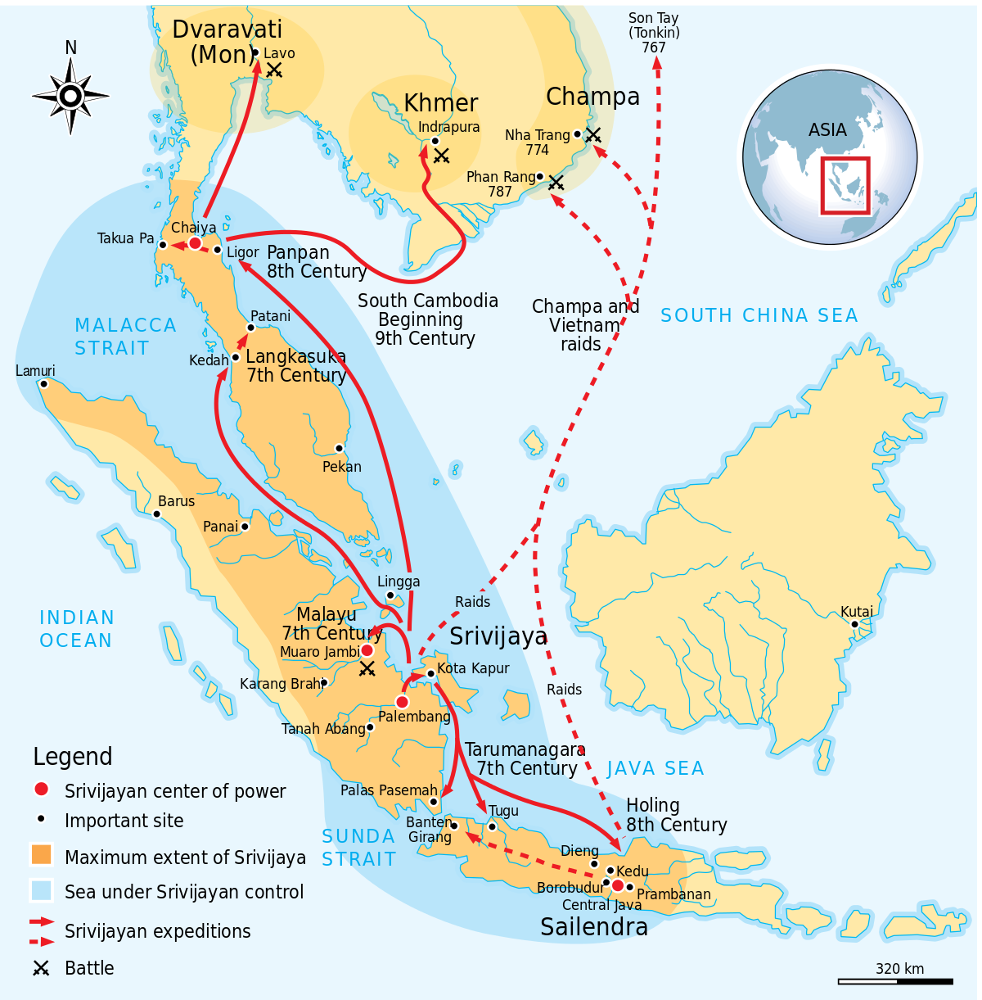 Dvaravati
(Mon)
Lavo
N
Son Tay
(Tonkin)
767
Khmer
Indrapura
Champa
Nha Trang
774
Phan Rang
787
ASIA
Chaiya
Takua Pa
Ligor
Panpan
8th Century
South Cambodia
Beginning
9th Century
Champa and
Vietnam
raids
SOUTH CHINA SEA
MALACCA
STRAIT
Patani
Kedah
Langkasuka
7th Century
Lamuri
Pekan
Barus
Panai
Lingga
Raids
INDIAN
OCEAN
Malayu
7th Century
Muaro Jambi
Srivijaya
Kutai
Kota Kapur
Karang Brahi
Raids
Palembang
Tanah Abang
Tarumanagara
7th Century
JAVA SEA
Palas Pasemah
Holing
8th Century
Banten
Girang
Tugu
SUNDA
STRAIT
Dieng
Kedu
Borobudur
Prambanan
Central Java
Sailendra
Legend
Srivijayan center of power
Important site
Maximum extent of Srivijaya
Sea under Srivijayan control
Srivijayan expeditions
Battle
320 km